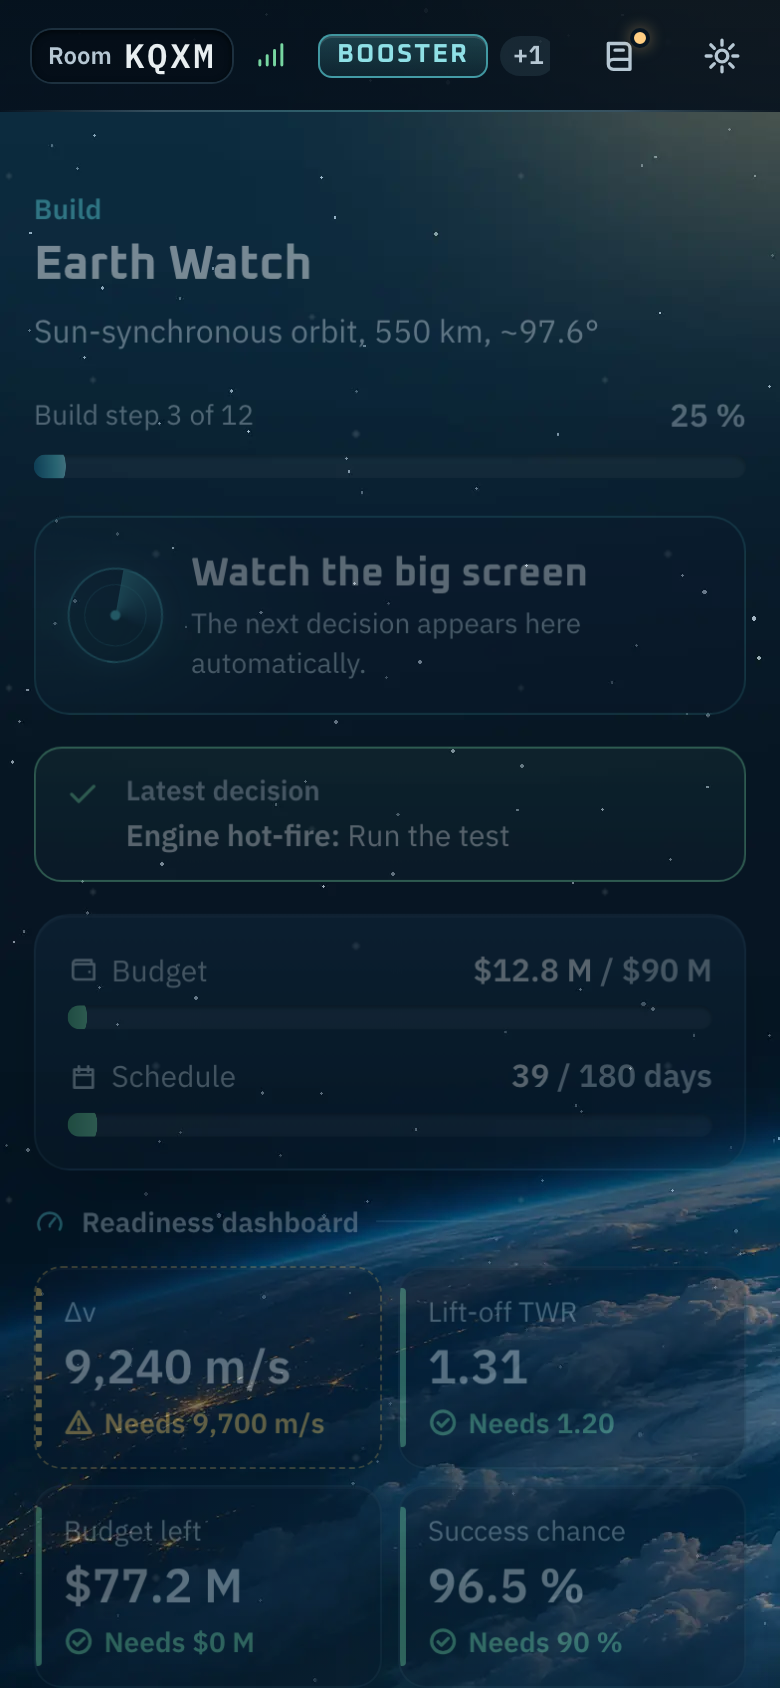 Room KQXM BOOSTER +1
Build
Earth Watch
Sun-synchronous orbit, 550 km, ~97.6°
Build step 3 of 12 25 %
Watch the big screen
The next decision appears here
automatically.
Latest decision
Engine hot-fire: Run the test
Budget $12.8 M / $90 M
Schedule 39 / 180 days
Readiness dashboard
Δv Lift-off TWR
9,240 m/s 1.31
Needs 9,700 m/s Needs 1.20
Budget left Success chance
$77.2 M 96.5 %
Needs $0 M Needs 90 %